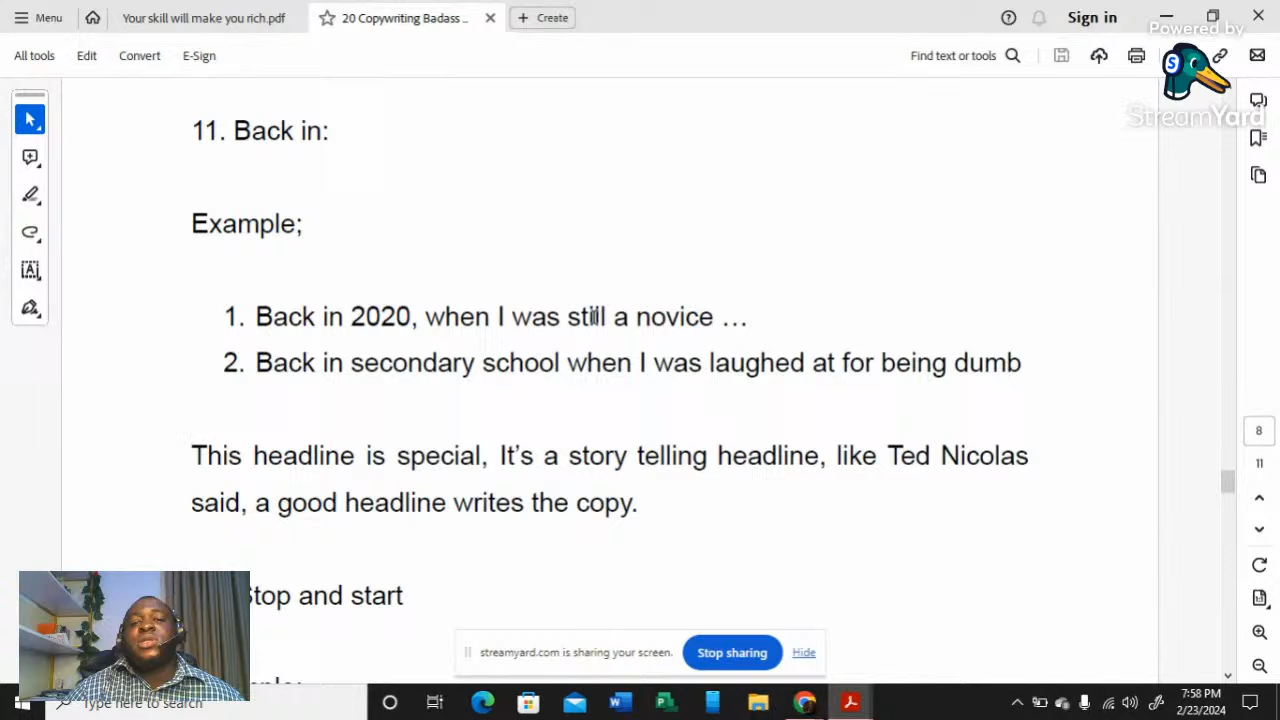 Menu
Your skill will make you rich.pdf
20 Copywriting Badass ...
Create
Sign in
Powered by
All tools Edit Convert E-Sign
Find text or tools
StreamYard
11. Back in:
Example;
1. Back in 2020, when I was still a novice …
2. Back in secondary school when I was laughed at for being dumb
8
This headline is special, It’s a story telling headline, like Ted Nicolas
11
said, a good headline writes the copy.
top and start
streamyard.com is sharing your screen.
Stop sharing
Hide
7:58 PM
Type here to search
2/23/2024